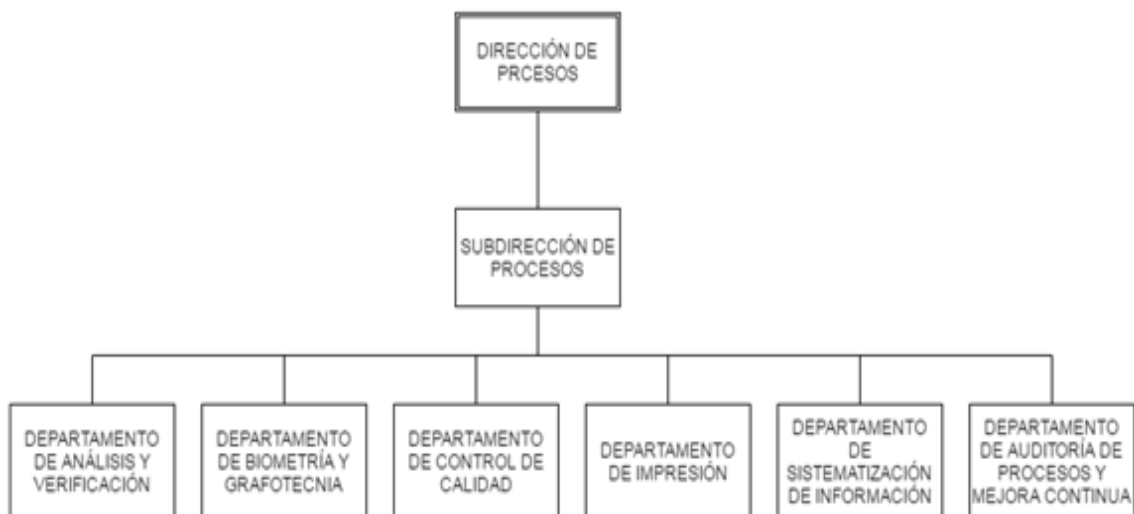 DIRECCIÓN DE
PRCESOS
SUBDIRECCIÓN DE
PROCESOS
DEPARTAMENTO
DE ANÁLISIS Y
VERIFICACIÓN
DEPARTAMENTO
DE BIOMETRÍA Y
GRAFOTECNIA
DEPARTAMENTO
DE CONTROL DE
CALIDAD
DEPARTAMENTO
DE IMPRESIÓN
DEPARTAMENTO
DE
SISTEMATIZACIÓN
DE INFORMACIÓN
DEPARTAMENTO
DE AUDITORÍA DE
PROCESOS Y
MEJORA CONTINUA